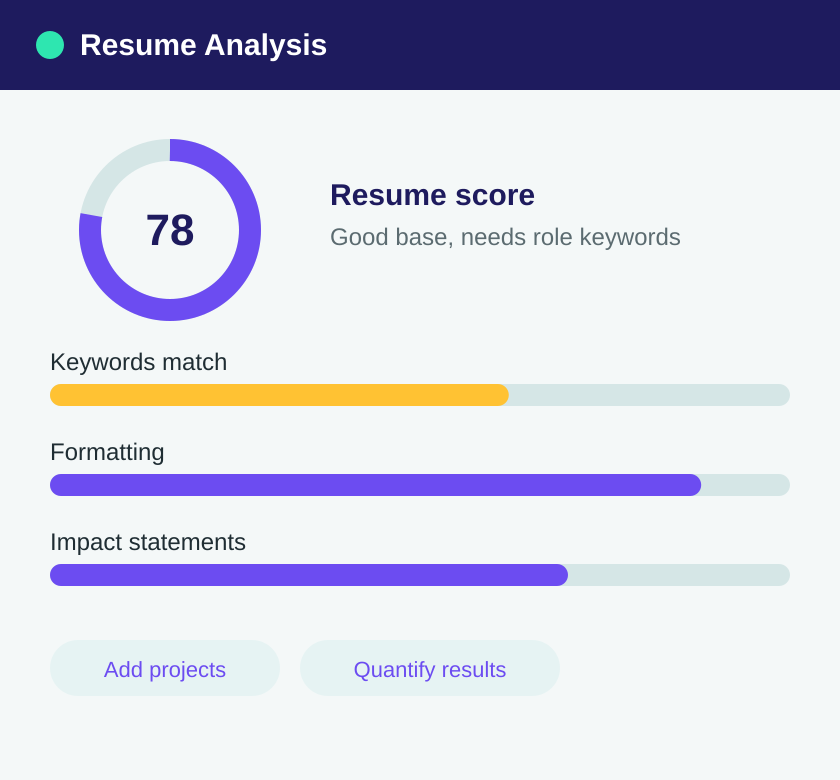 Resume Analysis
78
Resume score
Good base, needs role keywords
Keywords match
Formatting
Impact statements
Add projects
Quantify results